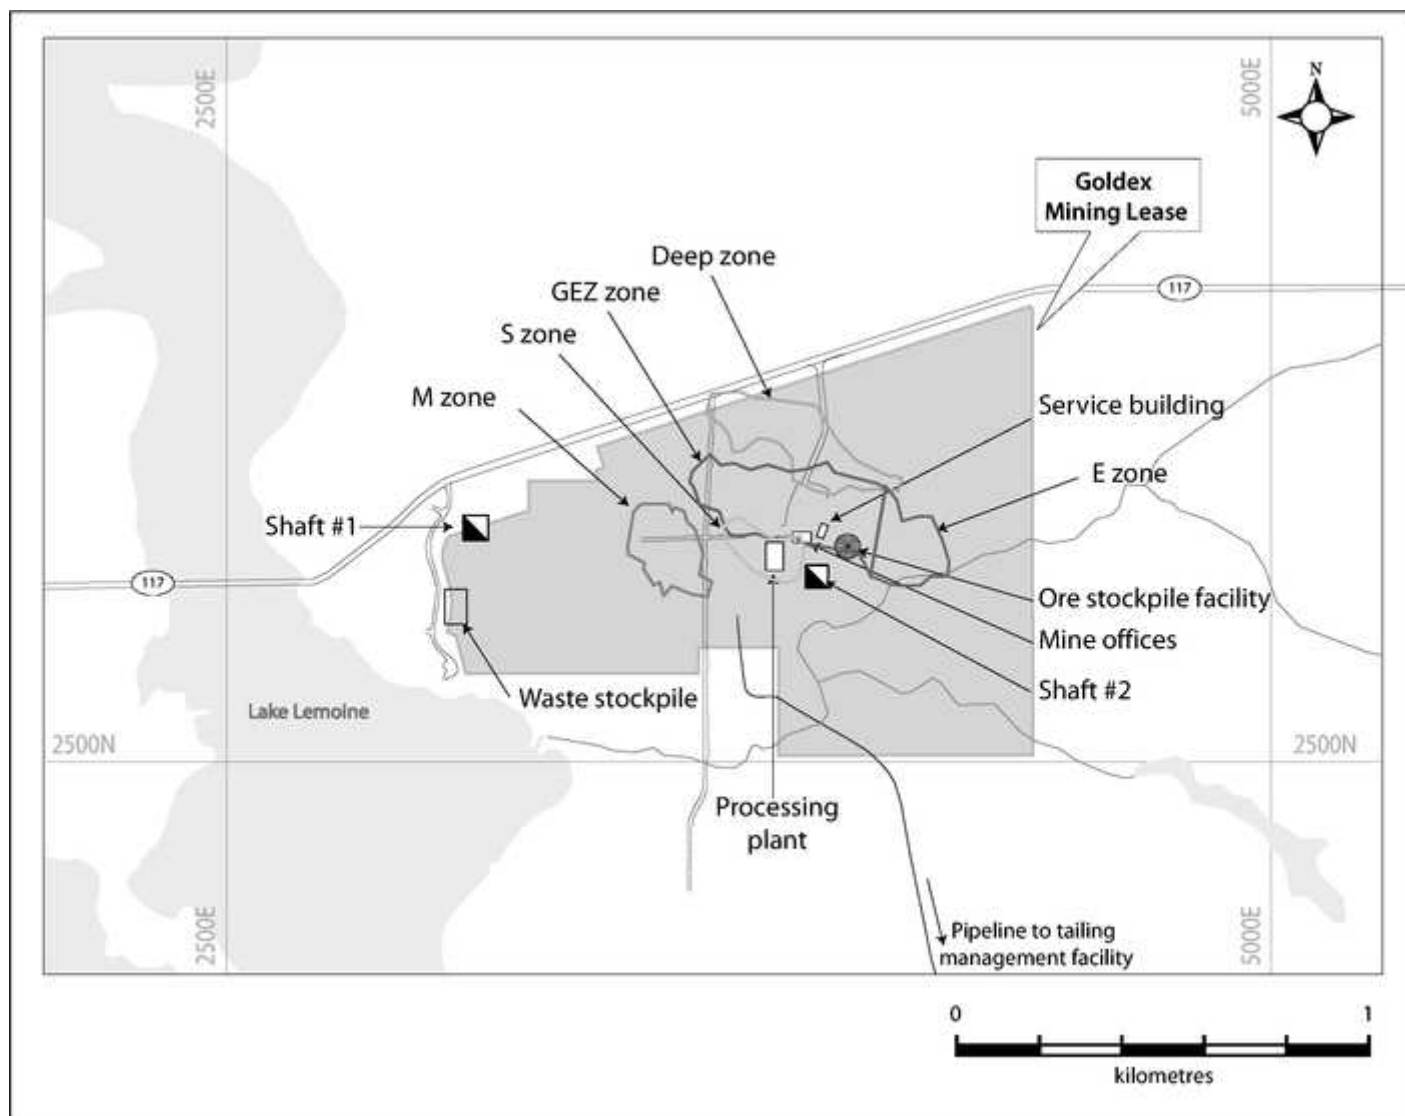 2500E
5000E
N
Goldex
Mining Lease
Deep zone
GEZ zone
117
S zone
M zone
Service building
E zone
Shaft #1
117
Ore stockpile facility
Mine offices
Shaft #2
Waste stockpile
Lake Lemoine
2500N
2500N
Processing
plant
2500E
5000E
Pipeline to tailing
management facility
0
1
kilometres